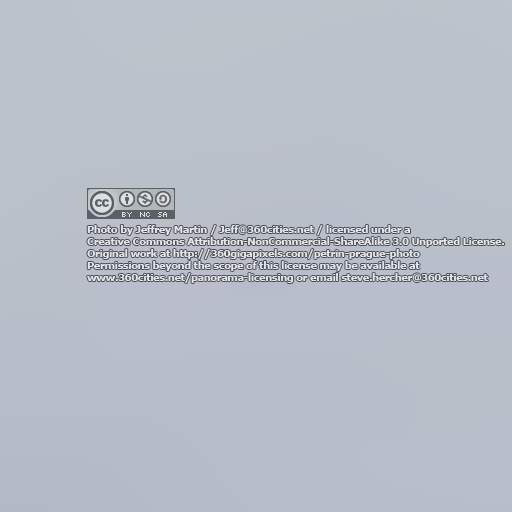 cc
BY NC SA
Photo by Jeffrey Martin / Jeff@360cities.net / licensed under a
Creative Commons Attribution-NonCommercial-ShareAlike 3.0 Unported License.
Original work at http://360gigapixels.com/petrin-prague-photo
Permissions beyond the scope of this license may be available at
www.360cities.net/panorama-licensing or email steve.hercher@360cities.net